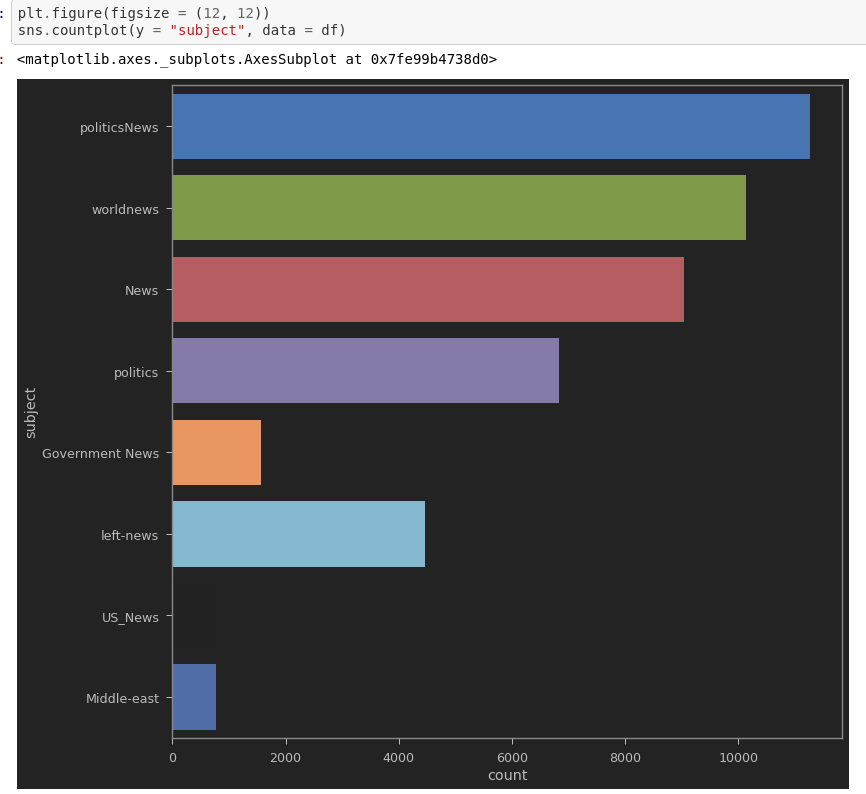 : plt.figure(figsize = (12, 12))
sns.countplot(y = "subject", data = df)
: <matplotlib.axes._subplots.AxesSubplot at 0x7fe99b4738d0>
politicsNews
worldnews
News
politics
subject
Government News
left-news
US_News
Middle-east
0 2000 4000 6000 8000 10000
count